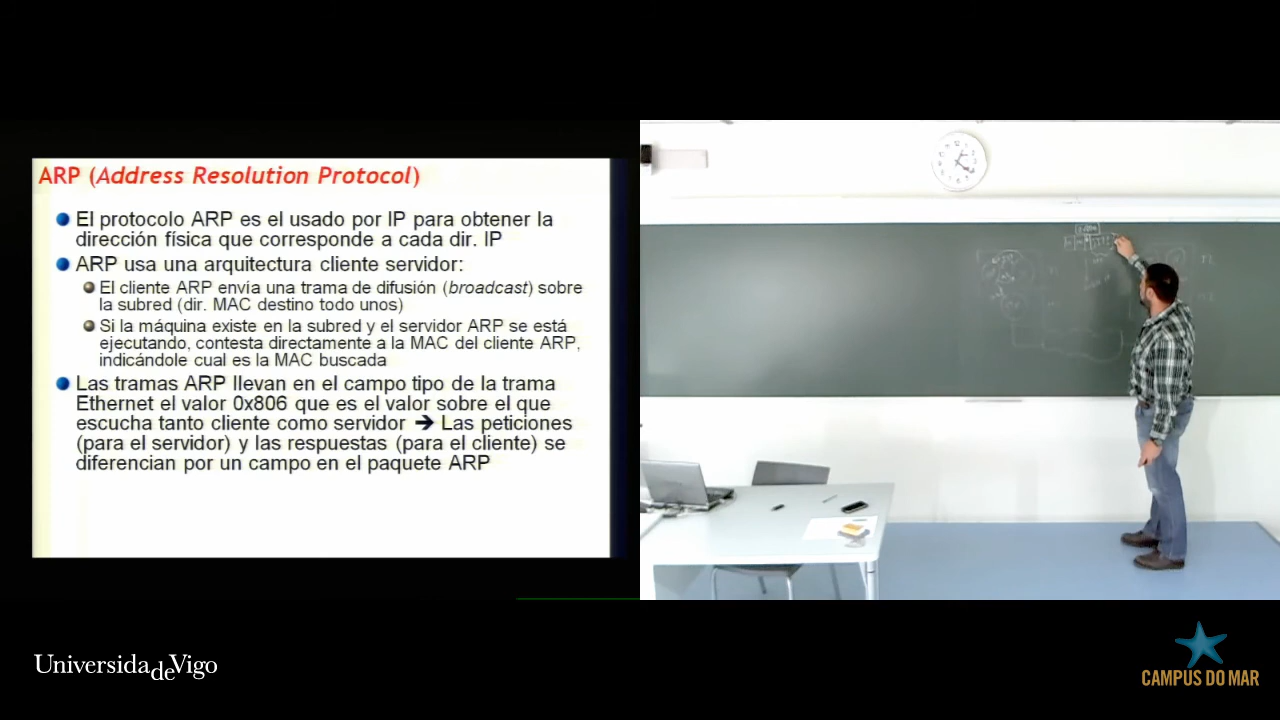 ARP (Address Resolution Protocol)
El protocolo ARP es el usado por IP para obtener la
dirección física que corresponde a cada dir. IP
ARP usa una arquitectura cliente servidor:
El cliente ARP envía una trama de difusión (broadcast) sobre
la subred (dir. MAC destino todo unos)
Si la máquina existe en la subred y el servidor ARP se está
ejecutando, contesta directamente a la MAC del cliente ARP,
indicándole cual es la MAC buscada
Las tramas ARP llevan en el campo tipo de la trama
Ethernet el valor 0x806 que es el valor sobre el que
escucha tanto cliente como servidor ➔ Las peticiones
(para el servidor) y las respuestas (para el cliente) se
diferencian por un campo en el paquete ARP
UniversidadeVigo
CAMPUS DO MAR